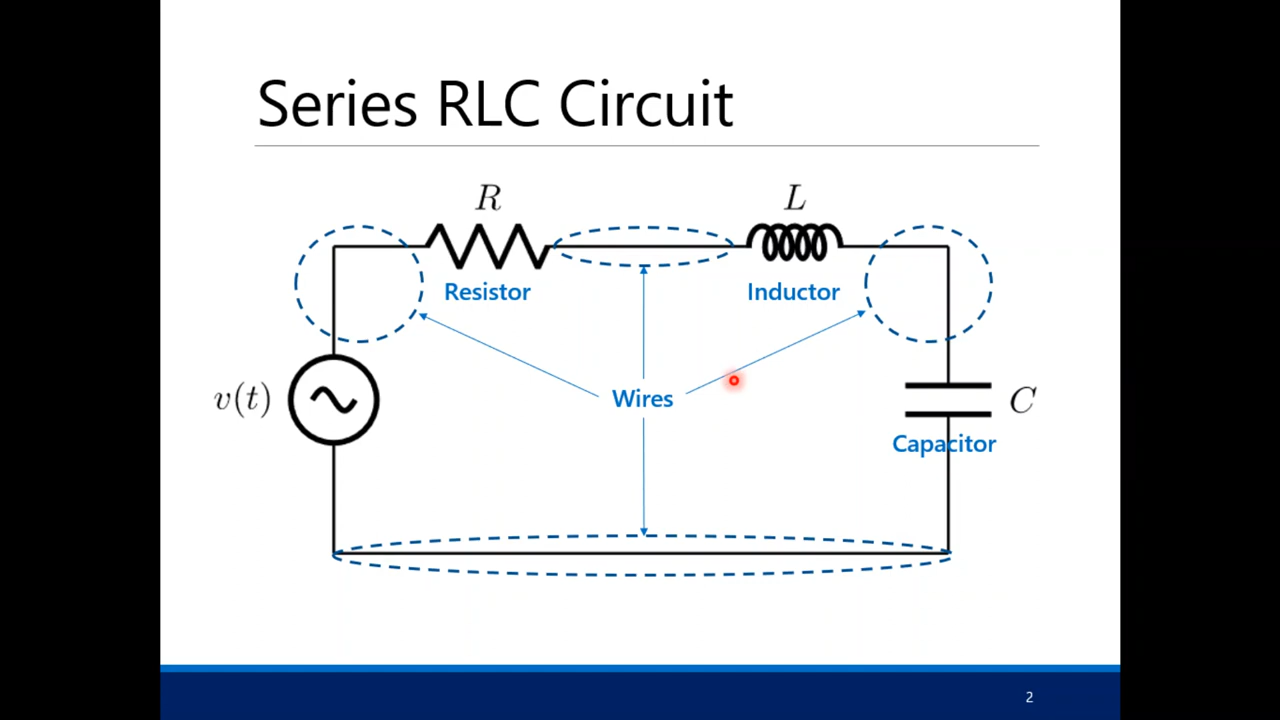 Series RLC Circuit
R
L
Resistor
Inductor
v(t)
Wires
C
Capacitor
2